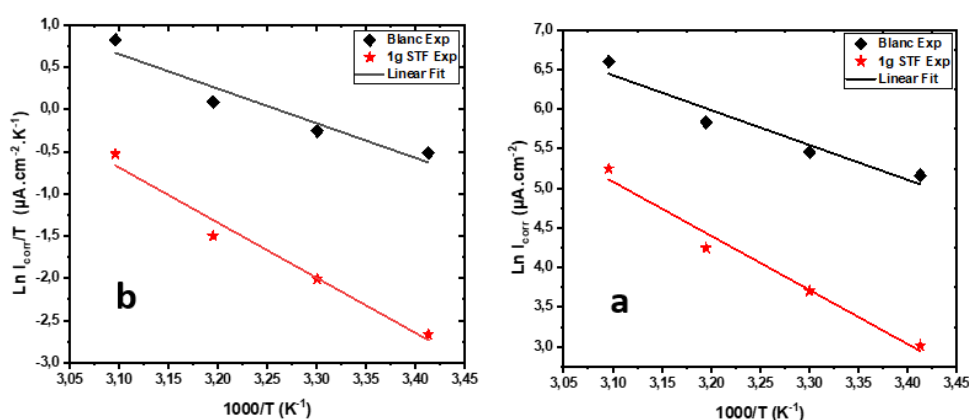 1,0
0,5
0,0
-0,5
-1,0
-1,5
-2,0
-2,5
-3,0
Ln Icorr/T (µA.cm-2.K-1)
Blanc Exp
1g STF Exp
Linear Fit
b
3,05 3,10 3,15 3,20 3,25 3,30 3,35 3,40 3,45
1000/T (K-1)
7,0
6,5
6,0
5,5
5,0
4,5
4,0
3,5
3,0
Ln Icorr (µA.cm-2)
Blanc Exp
1g STF Exp
Linear Fit
a
3,05 3,10 3,15 3,20 3,25 3,30 3,35 3,40 3,45
1000/T (K-1)